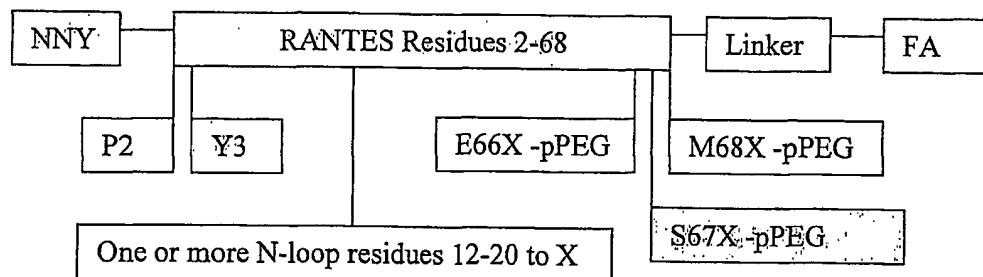 NNY
RANTES Residues 2-68
Linker
FA
P2
Y3
E66X -pPEG
M68X -pPEG
S67X -pPEG
One or more N-loop residues 12-20 to X